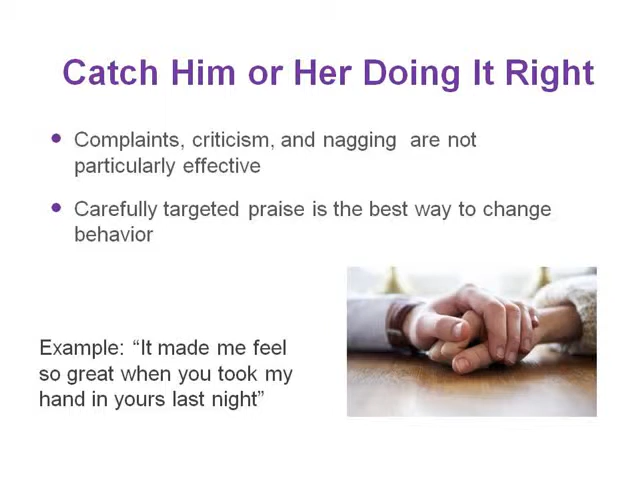 Catch Him or Her Doing It Right
Complaints, criticism, and nagging  are not
particularly effective
Carefully targeted praise is the best way to change
behavior
Example: “It made me feel
so great when you took my
hand in yours last night”